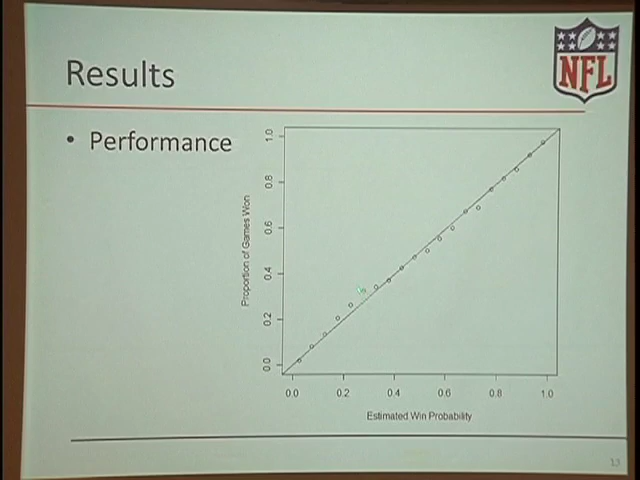 Results
NFL
• Performance
Proportion of Games Won
1.0
0.8
0.6
0.4
0.2
0.0
0.0 0.2 0.4 0.6 0.8 1.0
Estimated Win Probability